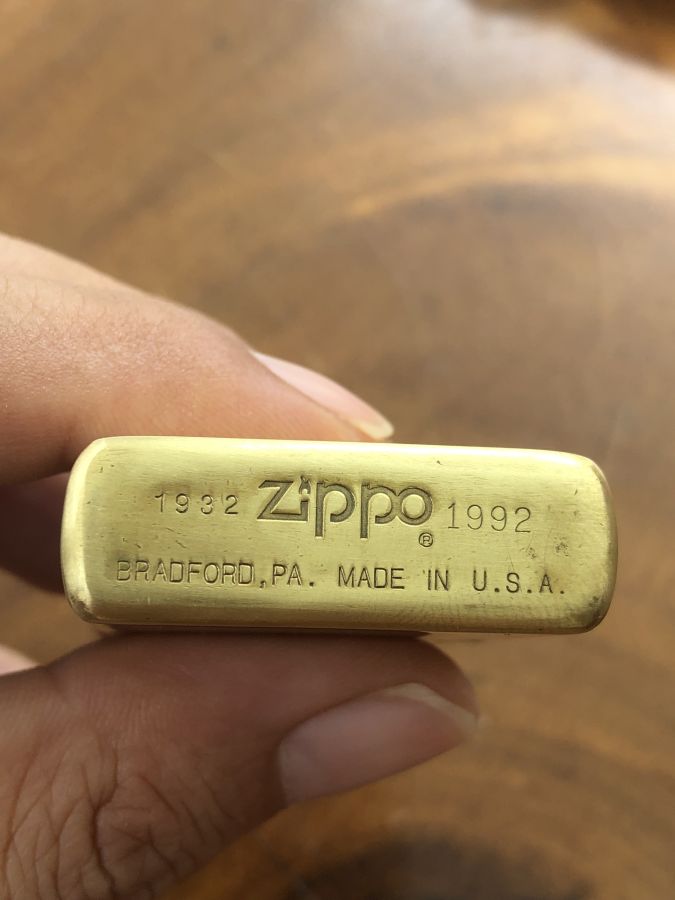 1932 Zippo 1992
®
BRADFORD, PA. MADE IN U.S.A.